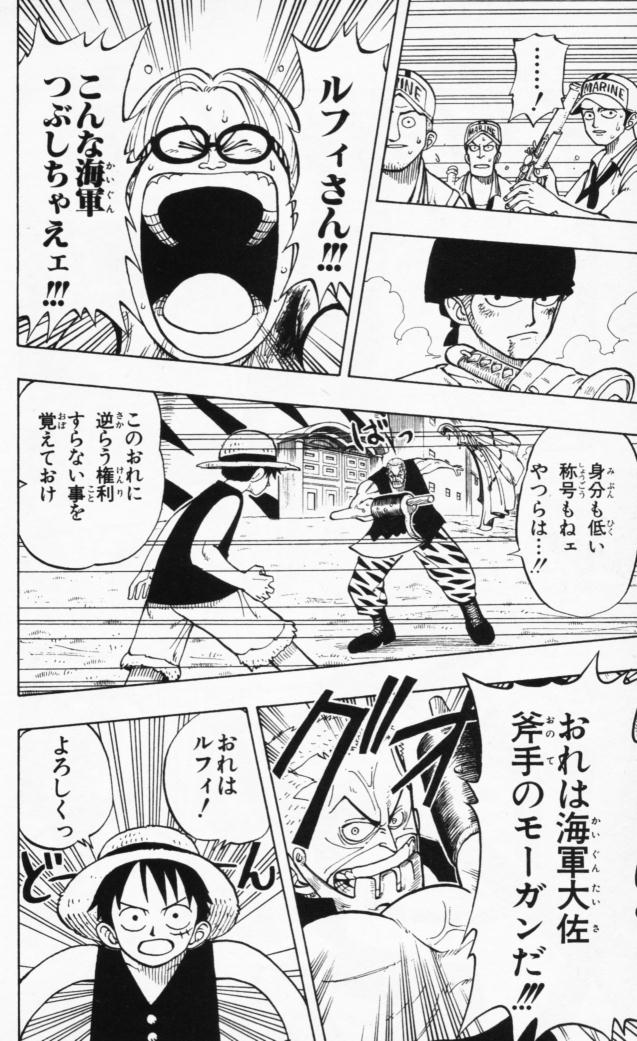 ……!
MARINE
MARINE
MARINE
ルフィさん!!!
こんな海軍
つぶしちゃえェ!!!
身分も低い
称号もねェ
やつらは…!!
ばっ
このおれに
逆らう権利
すらない事を
覚えておけ
おれは海軍大佐
斧手のモーガンだ!!!
グダ
おれは
ルフィ!
よろしくっ
どーーん